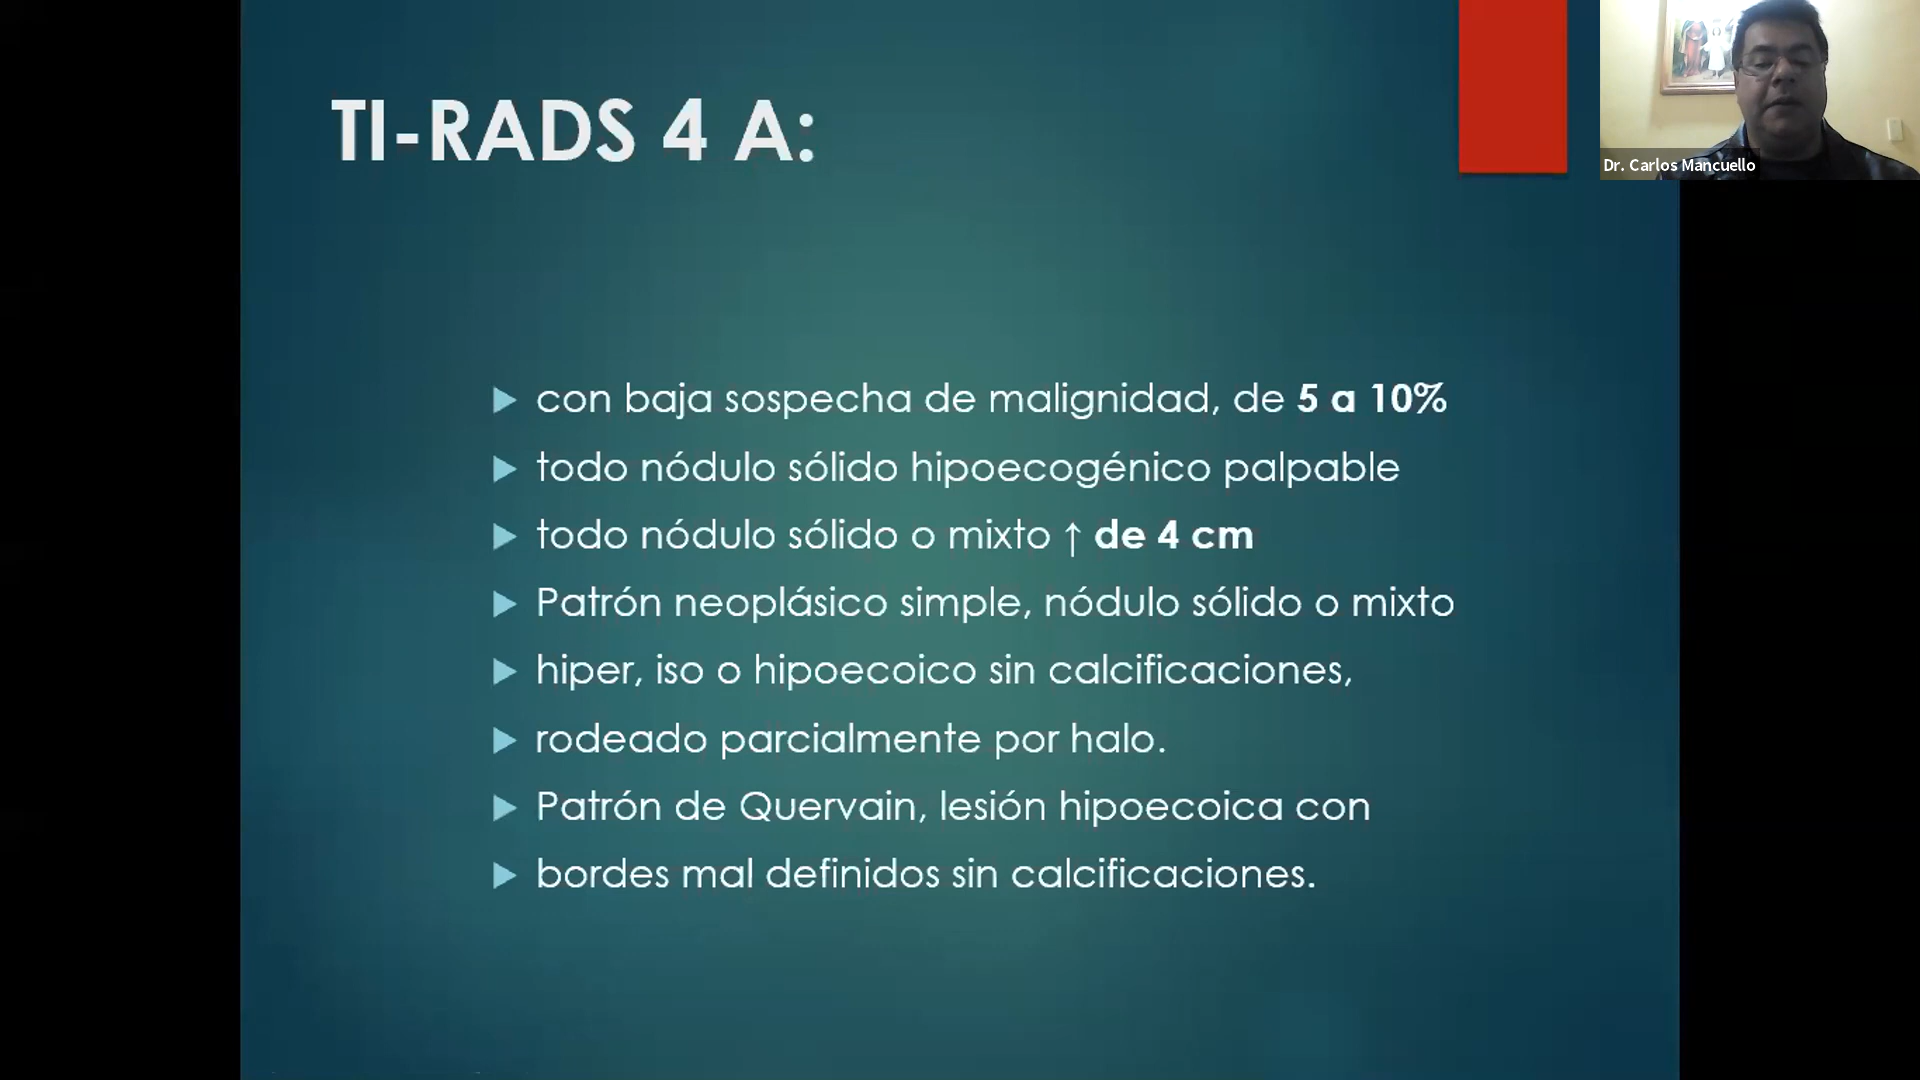 TI-RADS 4 A:
con baja sospecha de malignidad, de 5 a 10%
todo nódulo sólido hipoecogénico palpable
todo nódulo sólido o mixto ↑ de 4 cm
Patrón neoplásico simple, nódulo sólido o mixto
hiper, iso o hipoecoico sin calcificaciones,
rodeado parcialmente por halo.
Patrón de Quervain, lesión hipoecoica con
bordes mal definidos sin calcificaciones.
Dr. Carlos Mancuello